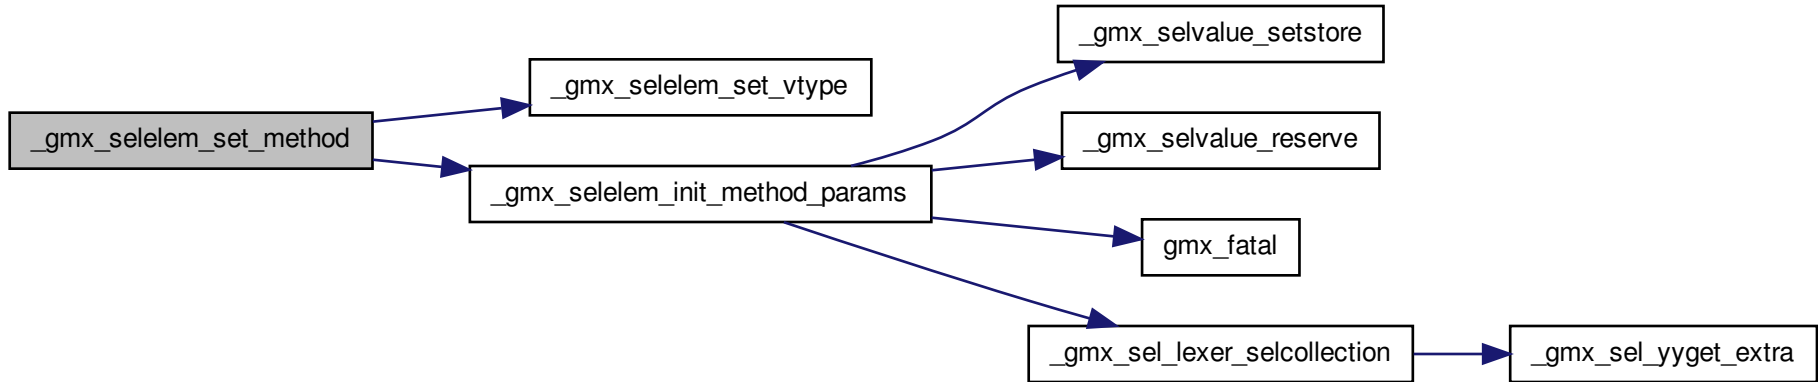 _gmx_selvalue_setstore
_gmx_selelem_set_vtype
_gmx_selelem_set_method
_gmx_selvalue_reserve
_gmx_selelem_init_method_params
gmx_fatal
_gmx_sel_lexer_selcollection
_gmx_sel_yyget_extra